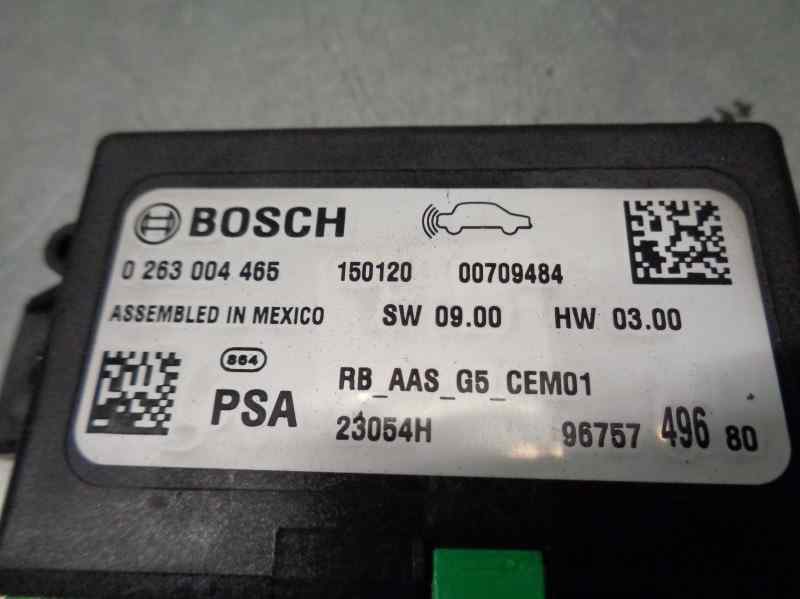 BOSCH
0 263 004 465 150120 00709484
ASSEMBLED IN MEXICO SW 09.00 HW 03.00
864
PSA
RB_AAS_G5_CEM01
23054H 96757 496 80